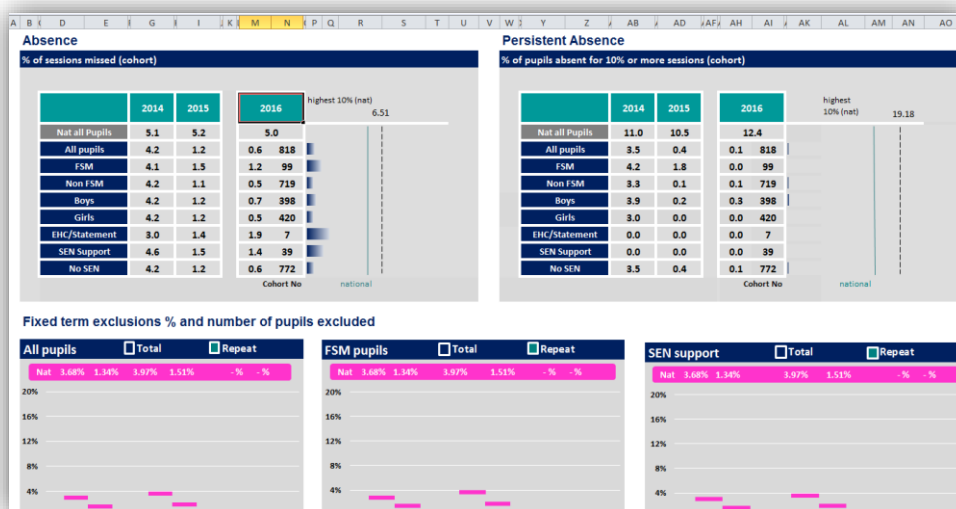 A B C D E G I K M N P Q R S T U V W Y Z AB AD AF AH AI AK AL AM AN AO
Absence
% of sessions missed (cohort)
2014 2015 2016 highest 10% (nat) 6.51
Nat all Pupils 5.1 5.2 5.0
All pupils 4.2 1.2 0.6 818
FSM 4.1 1.5 1.2 99
Non FSM 4.2 1.1 0.5 719
Boys 4.2 1.2 0.7 398
Girls 4.2 1.2 0.5 420
EHC/Statement 3.0 1.4 1.9 7
SEN Support 4.6 1.5 1.4 39
No SEN 4.2 1.2 0.6 772
Cohort No national
Persistent Absence
% of pupils absent for 10% or more sessions (cohort)
2014 2015 2016 highest
10% (nat) 19.18
Nat all Pupils 11.0 10.5 12.4
All pupils 3.5 0.4 0.1 818
FSM 4.2 1.8 0.0 99
Non FSM 3.3 0.1 0.1 719
Boys 3.9 0.2 0.3 398
Girls 3.0 0.0 0.0 420
EHC/Statement 0.0 0.0 0.0 7
SEN Support 0.0 0.0 0.0 39
No SEN 3.5 0.4 0.1 772
Cohort No national
Fixed term exclusions % and number of pupils excluded
All pupils Total Repeat
Nat 3.68% 1.34% 3.97% 1.51% - % - %
20%
16%
12%
8%
4%
FSM pupils Total Repeat
Nat 3.68% 1.34% 3.97% 1.51% - % - %
20%
16%
12%
8%
4%
SEN support Total Repeat
Nat 3.68% 1.34% 3.97% 1.51% - % - %
20%
16%
12%
8%
4%